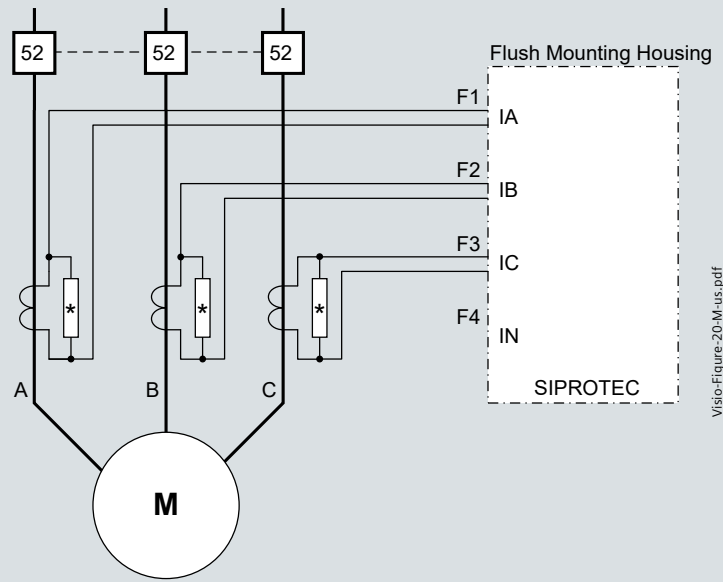 52
52
52
Flush Mounting Housing
F1
IA
F2
IB
F3
IC
F4
IN
*
*
*
A
B
C
SIPROTEC
M
Visio-Figure-20-M-us.pdf